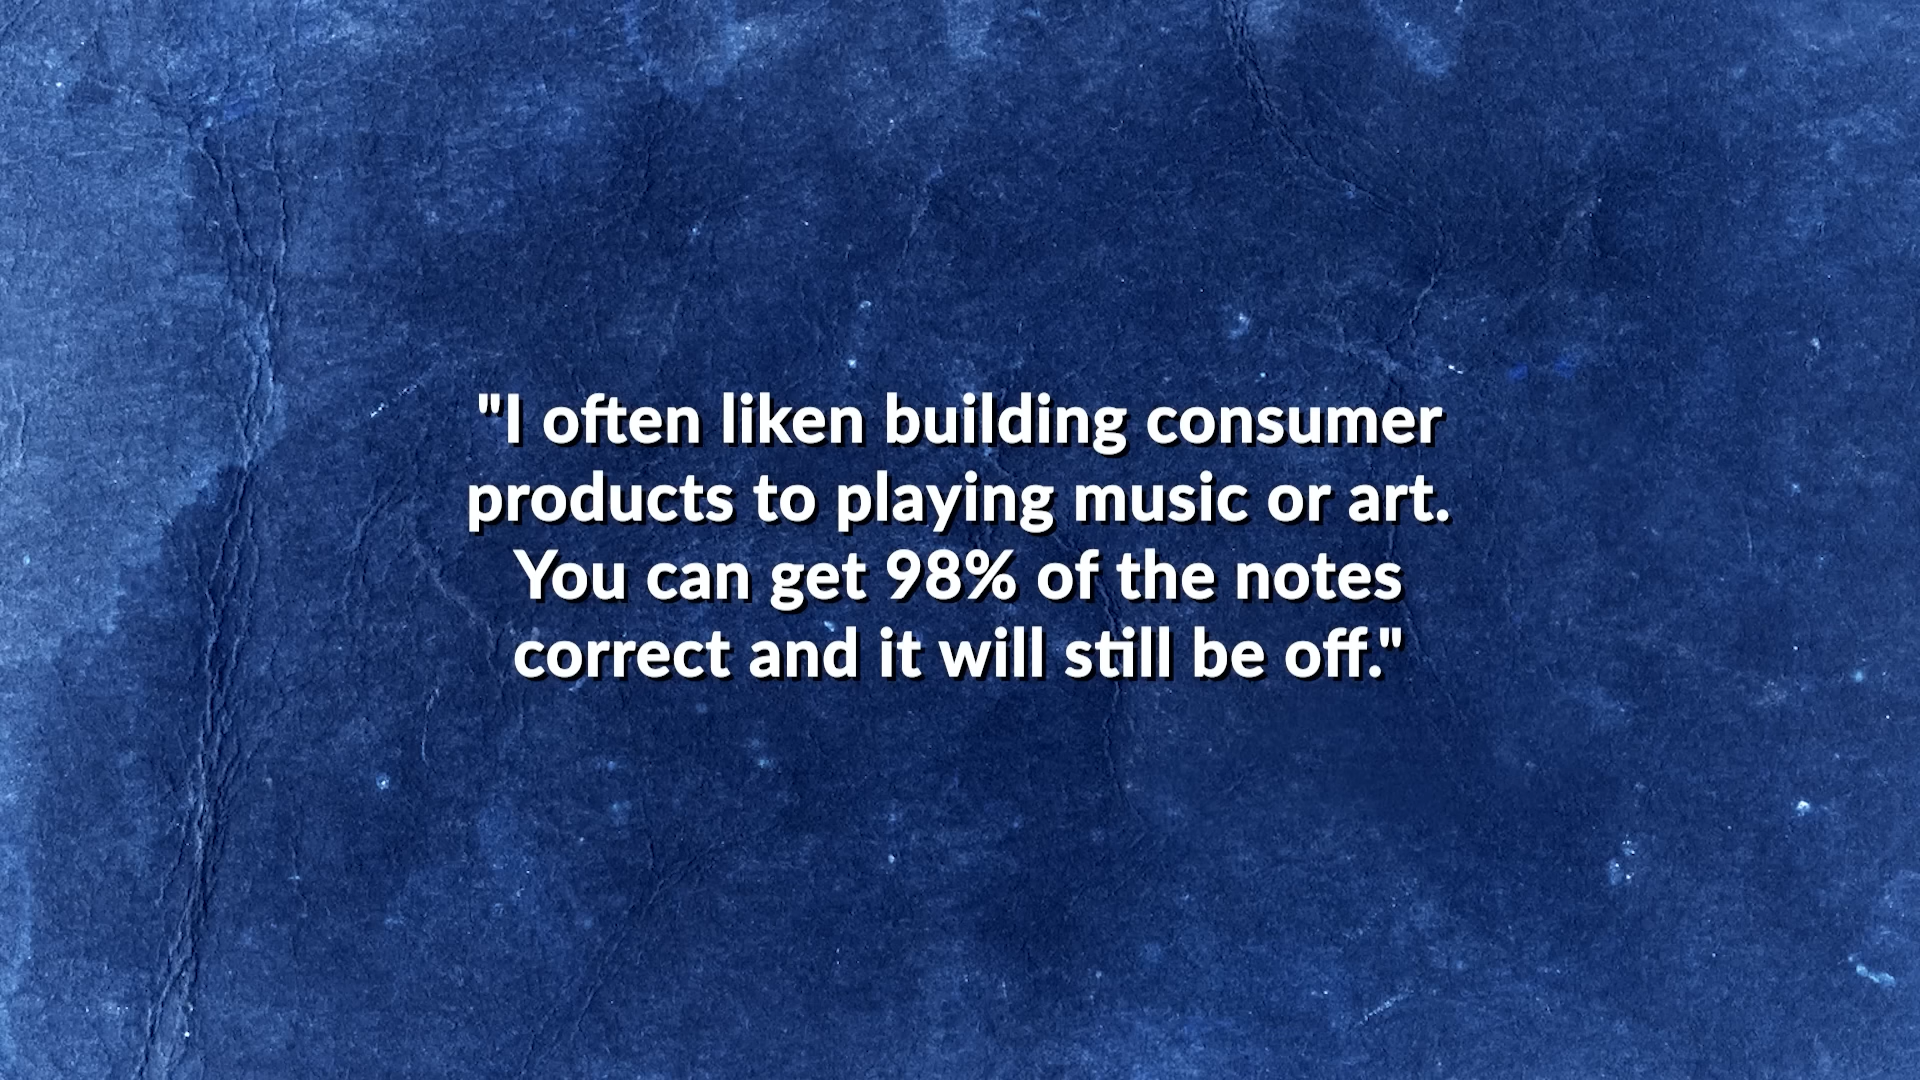 "I often liken building consumer
products to playing music or art.
You can get 98% of the notes
correct and it will still be off."